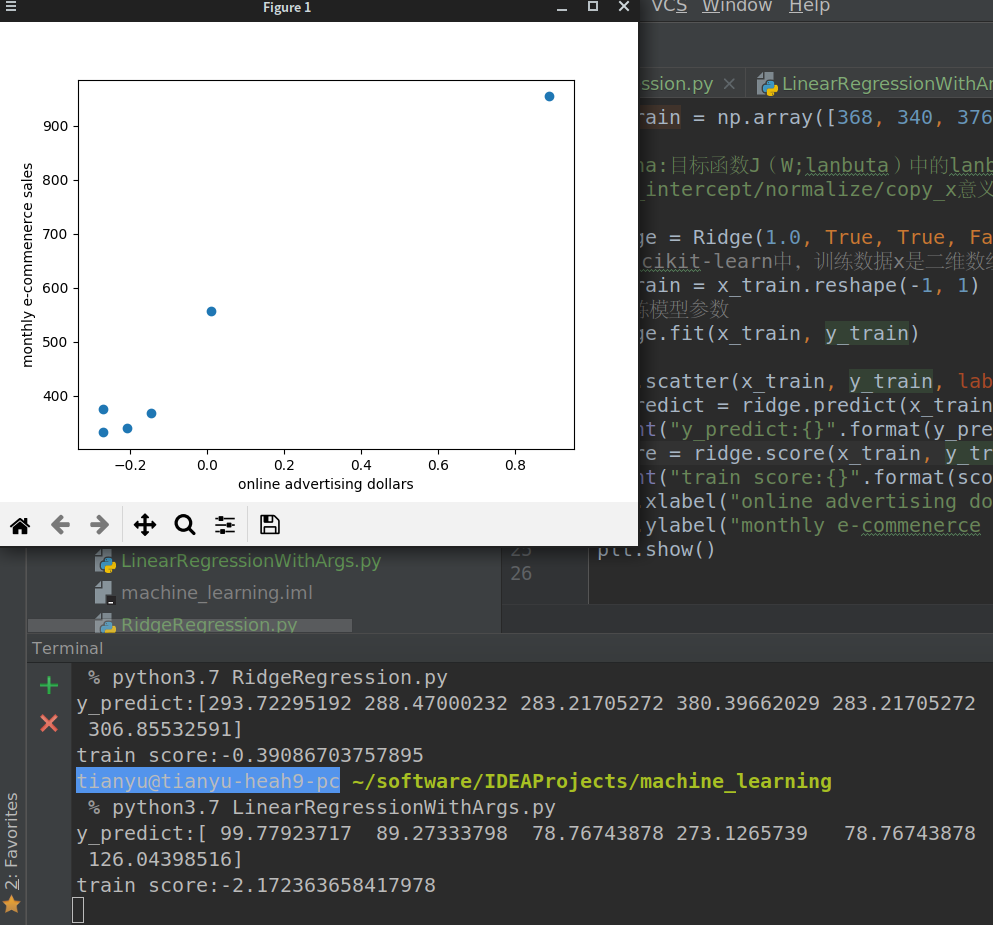 Figure 1
VCS Window Help
ssion.py
LinearRegressionWithAr
900
800
700
600
500
400
monthly e-commenerce sales
−0.2 0.0 0.2 0.4 0.6 0.8
online advertising dollars
rain = np.array([368, 340, 376
na:目标函数J（W;lanbuta）中的lanb
_intercept/normalize/copy_x意义
ge = Ridge(1.0, True, True, Fa
cikit-learn中，训练数据x是二维数组
rain = x_train.reshape(-1, 1)
练模型参数
ge.fit(x_train, y_train)
scatter(x_train, y_train, lab
redict = ridge.predict(x_train
nt("y_predict:{}".format(y_pre
re = ridge.score(x_train, y_tr
nt("train score:{}".format(sco
xlabel("online advertising do
ylabel("monthly e-commenerce
25 plt.show()
26
LinearRegressionWithArgs.py
machine_learning.iml
RidgeRegression.py
Terminal
% python3.7 RidgeRegression.py
y_predict:[293.72295192 288.47000232 283.21705272 380.39662029 283.21705272
306.85532591]
train score:-0.39086703757895
tianyu@tianyu-heah9-pc ~/software/IDEAProjects/machine_learning
% python3.7 LinearRegressionWithArgs.py
y_predict:[ 99.77923717 89.27333798 78.76743878 273.1265739 78.76743878
126.04398516]
train score:-2.172363658417978
2: Favorites